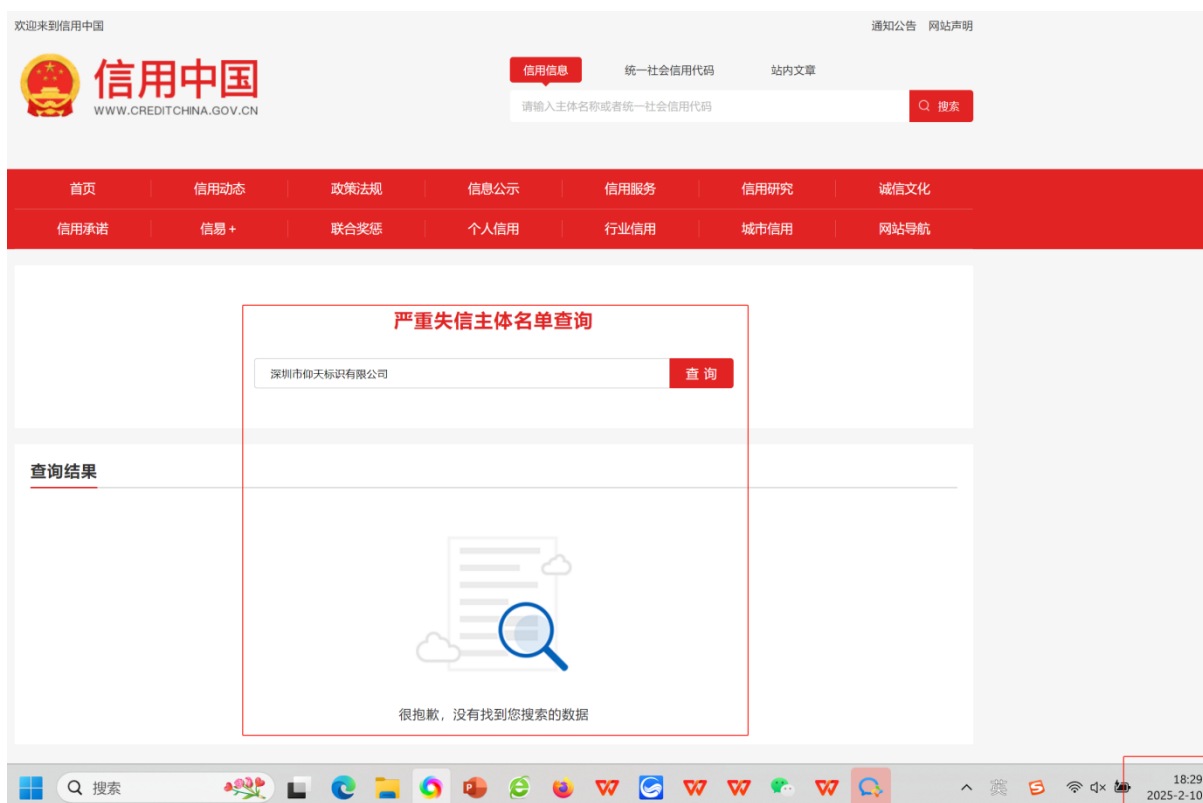 欢迎来到信用中国
通知公告 网站声明
信用中国
WWW.CREDITCHINA.GOV.CN
信用信息 统一社会信用代码 站内文章
请输入主体名称或者统一社会信用代码
搜索
首页 信用动态 政策法规 信息公示 信用服务 信用研究 诚信文化
信用承诺 信易+ 联合奖惩 个人信用 行业信用 城市信用 网站导航
严重失信主体名单查询
深圳市仰天标识有限公司
查询
查询结果
很抱歉，没有找到您搜索的数据
搜索
英
18:29
2025-2-10